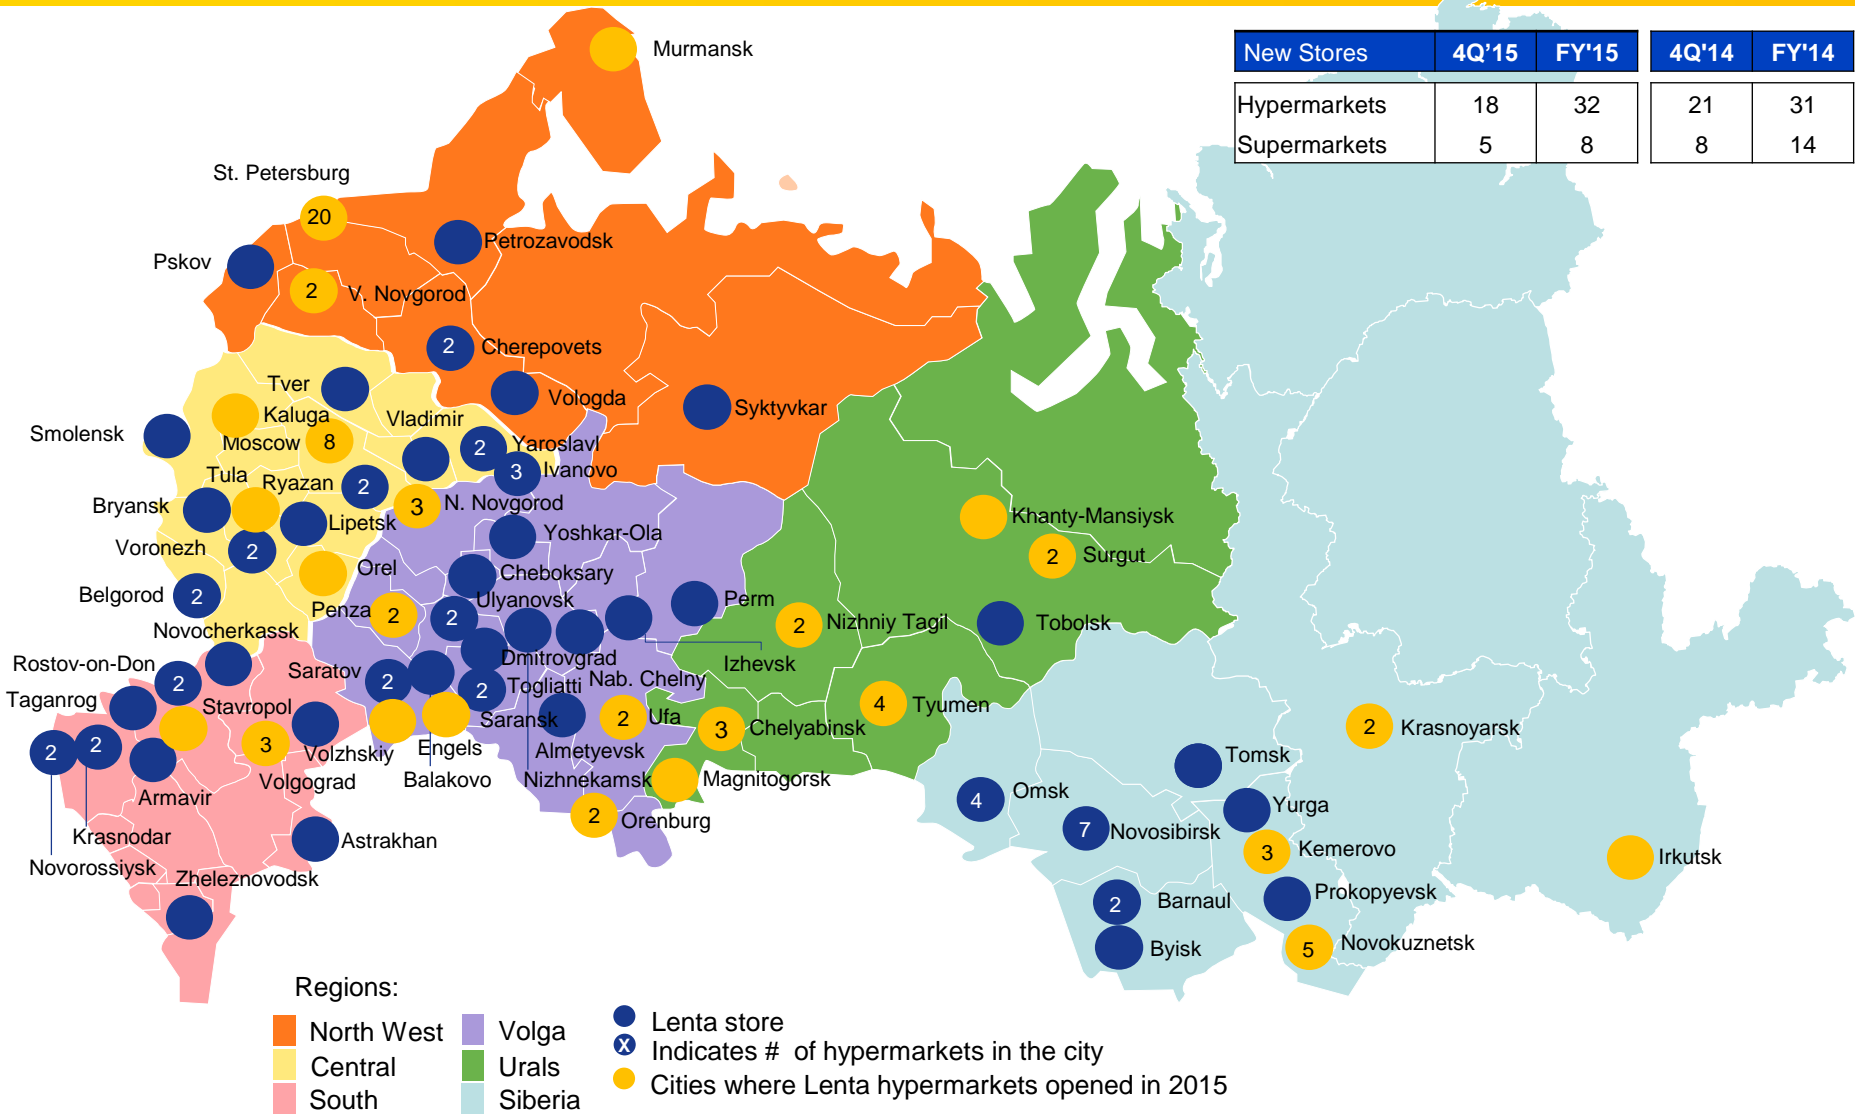 New Stores 4Q’15 FY'15 4Q'14 FY'14
Hypermarkets 18 32 21 31
Supermarkets 5 8 8 14
Murmansk
St. Petersburg
20
Petrozavodsk
Pskov
2 V. Novgorod
2 Cherepovets
Tver
Vologda
Kaluga
Syktyvkar
Vladimir
Smolensk
Moscow 8
2 Yaroslavl
3 Ivanovo
Tula
Ryazan 2
3 N. Novgorod
Bryansk
Lipetsk
Khanty-Mansiysk
Yoshkar-Ola
Voronezh 2
2 Surgut
Orel
Cheboksary
Belgorod 2
Penza 2
2 Ulyanovsk
Perm
2 Nizhniy Tagil
Tobolsk
Novocherkassk
Dmitrovgrad
Izhevsk
Rostov-on-Don 2
Saratov 2
2 Togliatti
Nab. Chelny
Taganrog
Stavropol
4 Tyumen
Saransk
2 Ufa
3 Chelyabinsk
2 Krasnoyarsk
3
Volzhskiy
Engels
Almetyevsk
2
2
Tomsk
Volgograd
Balakovo
Nizhnekamsk
Magnitogorsk
4 Omsk
Armavir
Yurga
2 Orenburg
7 Novosibirsk
Krasnodar
Astrakhan
3 Kemerovo
Irkutsk
Novorossiysk
Zheleznovodsk
Prokopyevsk
2 Barnaul
5 Novokuznetsk
Byisk
Regions:
North West
Central
South
Volga
Urals
Siberia
Lenta store
X Indicates # of hypermarkets in the city
Cities where Lenta hypermarkets opened in 2015